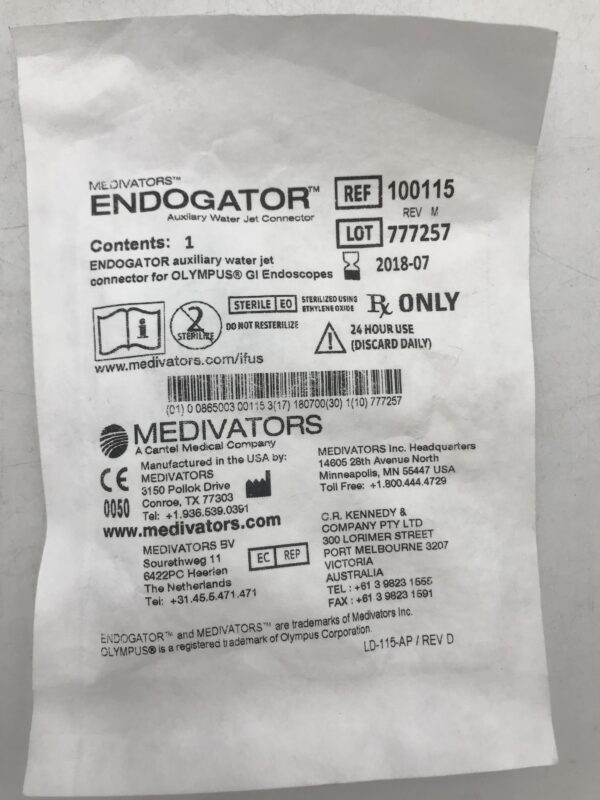 MEDIVATORS™
ENDOGATOR™
Auxiliary Water Jet Connector
REF 100115
REV M
LOT 777257
2018-07
Contents: 1
ENDOGATOR auxiliary water jet
connector for OLYMPUS® GI Endoscopes
i
www.medivators.com/ifus
2
STERILIZE
STERILE EO
STERILIZED USING
ETHYLENE OXIDE
DO NOT RESTERILIZE
Rx ONLY
24 HOUR USE
(DISCARD DAILY)
(01) 0 0865003 00115 3(17) 180700(30) 1(10) 777257
MEDIVATORS
A Cantel Medical Company
CE
0050
Manufactured in the USA by:
MEDIVATORS
3150 Pollok Drive
Conroe, TX 77303
Tel: +1.936.539.0391
www.medivators.com
MEDIVATORS BV
Sourethweg 11
6422PC Heerlen
The Netherlands
Tel: +31.45.5.471.471
EC REP
MEDIVATORS Inc. Headquarters
14605 28th Avenue North
Minneapolis, MN 55447 USA
Toll Free: +1.800.444.4729
C.R. KENNEDY &
COMPANY PTY LTD
300 LORIMER STREET
PORT MELBOURNE 3207
VICTORIA
AUSTRALIA
TEL : +61 3 9823 1555
FAX : +61 3 9823 1591
ENDOGATOR™ and MEDIVATORS™ are trademarks of Medivators Inc.
OLYMPUS® is a registered trademark of Olympus Corporation.
LD-115-AP / REV D